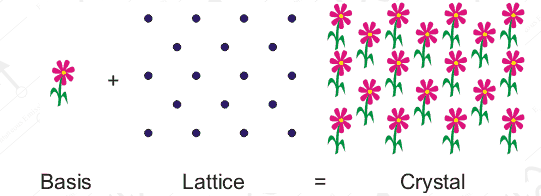 +
Basis Lattice = Crystal